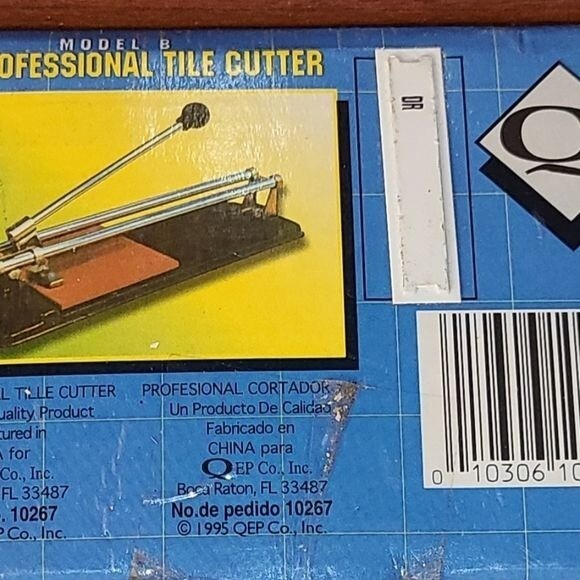 MODEL B
OFESSIONAL TILE CUTTER
OR
Q
L TILLE CUTTER
uality Product
tured in
A for
Co., Inc.
FL 33487
. 10267
P Co., Inc.
PROFESIONAL CORTADOR
Un Producto De Calidad
Fabricado en
CHINA para
QEP Co., Inc.
Boca Raton, FL 33487
No.de pedido 10267
© 1995 QEP Co., Inc.
0 10306 10